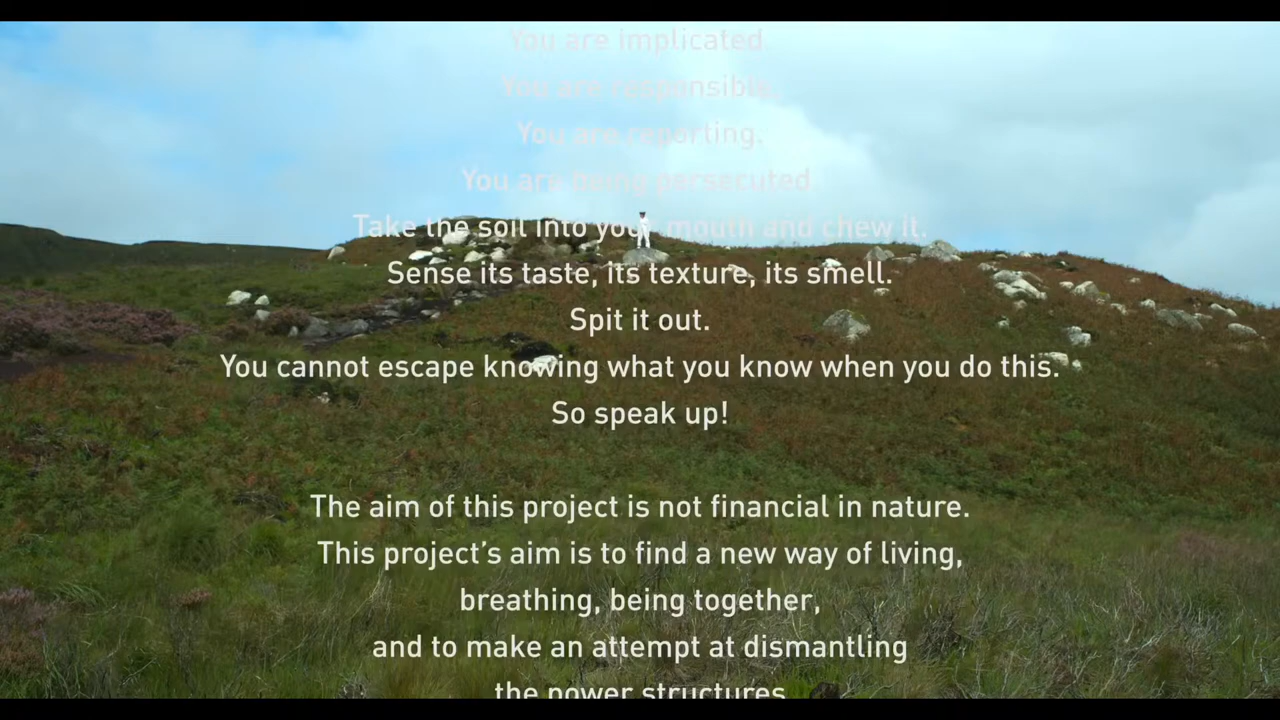 You are implicated.
You are responsible.
You are reporting.
You are being persecuted.
Take the soil into your mouth and chew it.
Sense its taste, its texture, its smell.
Spit it out.
You cannot escape knowing what you know when you do this.
So speak up!
The aim of this project is not financial in nature.
This project’s aim is to find a new way of living,
breathing, being together,
and to make an attempt at dismantling
the power structures